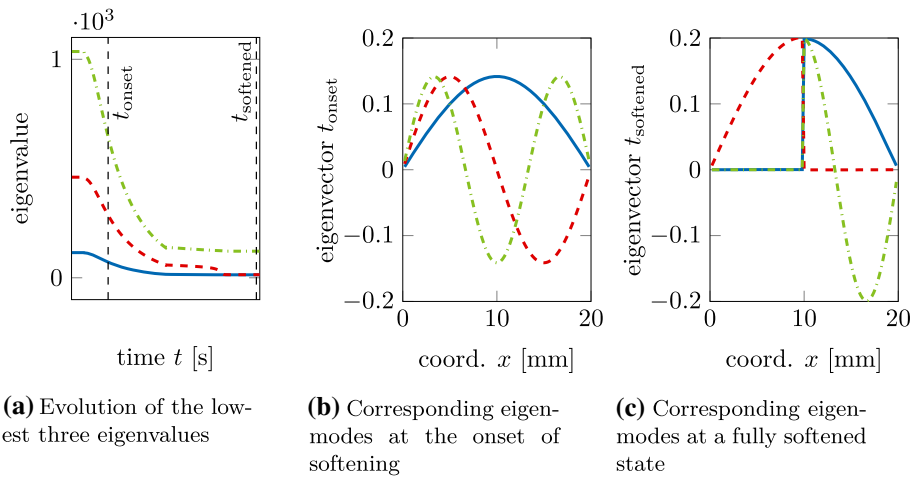 ·10³
1
0
eigenvalue
t_onset
t_softened
time t [s]
(a) Evolution of the low-
est three eigenvalues
0.2
0.1
0
−0.1
−0.2
eigenvector t_onset
0 10 20
coord. x [mm]
(b) Corresponding eigen-
modes at the onset of
softening
0.2
0.1
0
−0.1
−0.2
eigenvector t_softened
0 10 20
coord. x [mm]
(c) Corresponding eigen-
modes at a fully softened
state